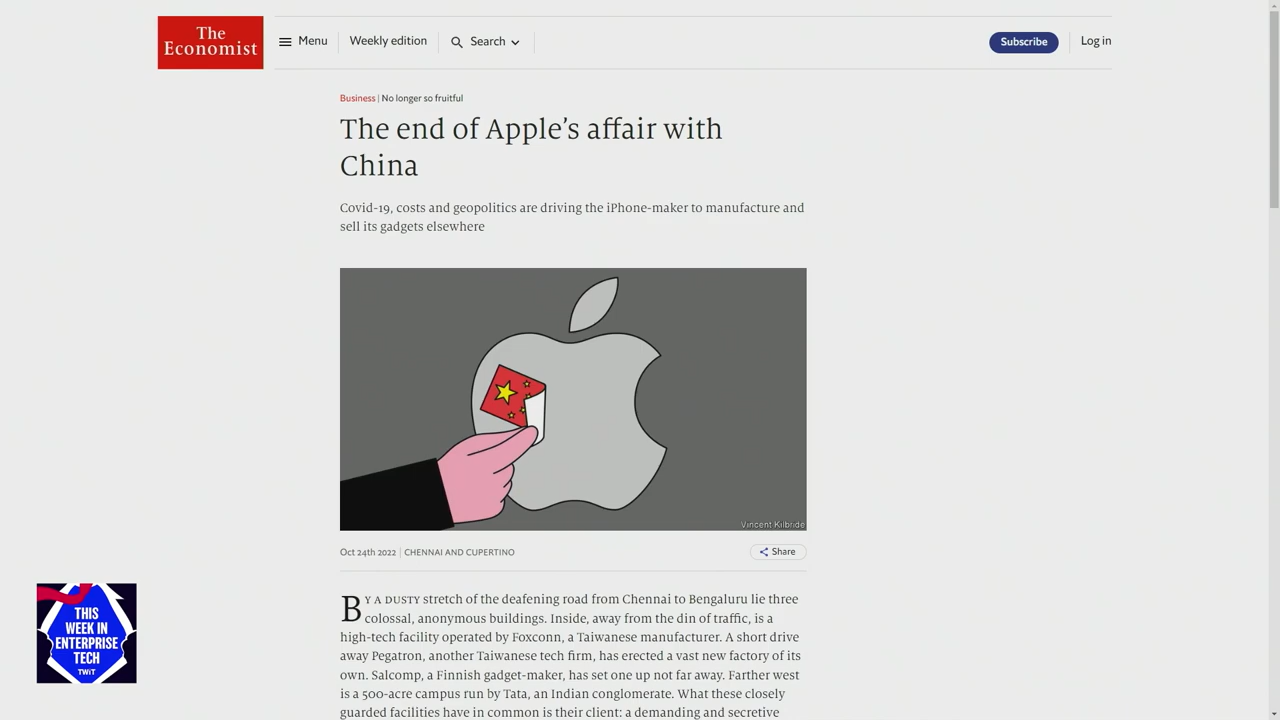 The
Economist
Menu
Weekly edition
Search
Subscribe
Log in
Business | No longer so fruitful
The end of Apple's affair with
China
Covid-19, costs and geopolitics are driving the iPhone-maker to manufacture and
sell its gadgets elsewhere
Vincent Kilbride
Oct 24th 2022 | CHENNAI AND CUPERTINO
Share
BY A DUSTY stretch of the deafening road from Chennai to Bengaluru lie three
colossal, anonymous buildings. Inside, away from the din of traffic, is a
high-tech facility operated by Foxconn, a Taiwanese manufacturer. A short drive
away Pegatron, another Taiwanese tech firm, has erected a vast new factory of its
own. Salcomp, a Finnish gadget-maker, has set one up not far away. Farther west
is a 500-acre campus run by Tata, an Indian conglomerate. What these closely
guarded facilities have in common is their client: a demanding and secretive
THIS
WEEK IN
ENTERPRISE
TECH
TWiT